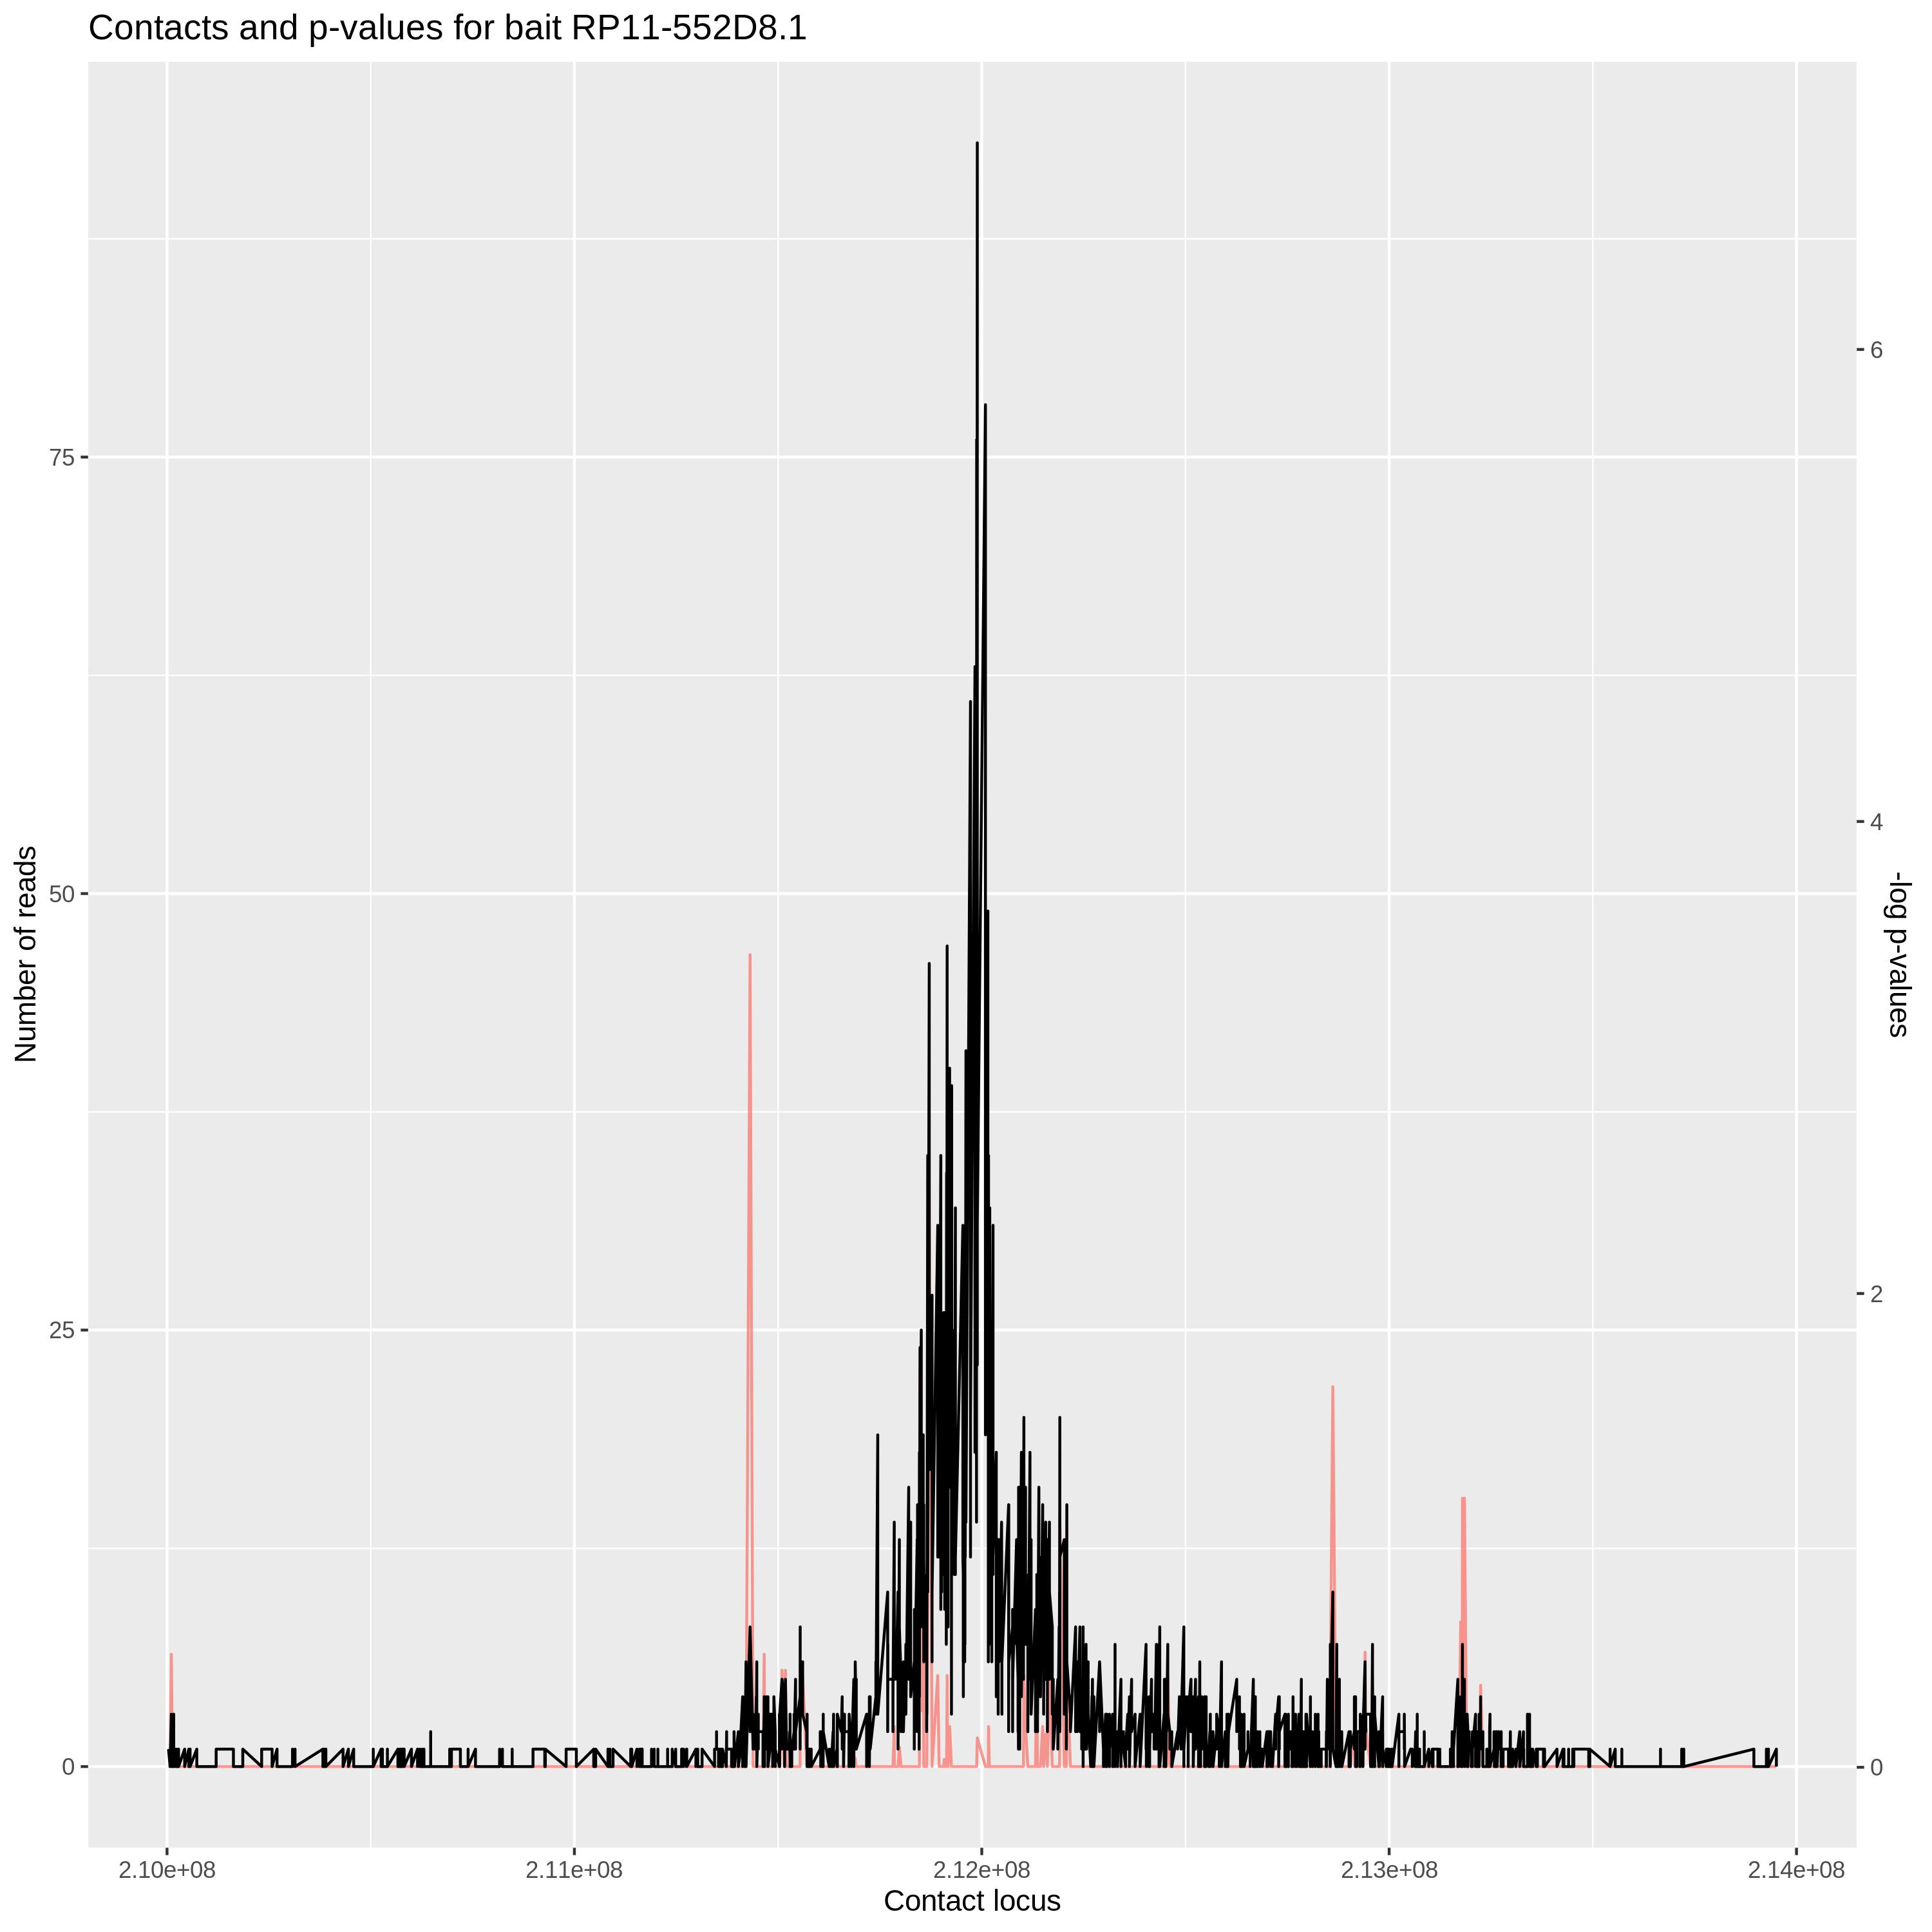 Contacts and p-values for bait RP11-552D8.1
Number of reads
75
50
25
0
6
4
2
0
-log p-values
2.10e+08
2.11e+08
2.12e+08
2.13e+08
2.14e+08
Contact locus